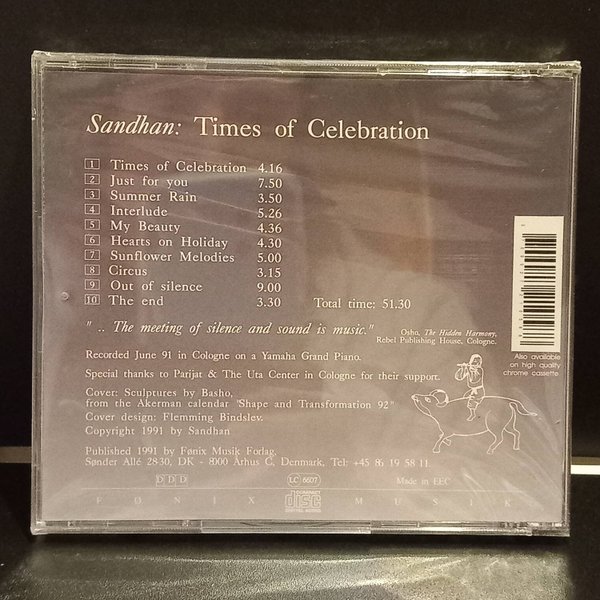 Sandhan: Times of Celebration
1 Times of Celebration 4.16
2 Just for you 7.50
3 Summer Rain 3.50
4 Interlude 5.26
5 My Beauty 4.36
6 Hearts on Holiday 4.30
7 Sunflower Melodies 5.00
8 Circus 3.15
9 Out of silence 9.00
10 The end 3.30 Total time: 51.30
" .. The meeting of silence and sound is music."
Osho, The Hidden Harmony,
Rebel Publishing House, Cologne.
Recorded June 91 in Cologne on a Yamaha Grand Piano.
Also available
on high quality
chrome cassette
Special thanks to Parijat & The Uta Center in Cologne for their support.
Cover: Sculptures by Basho,
from the Akerman calendar "Shape and Transformation 92"
Cover design: Flemming Bindslev.
Copyright 1991 by Sandhan
Published 1991 by Fønix Musik Forlag,
Sønder Allé 28-30, DK - 8000 Århus C, Denmark, Tel: +45 86 19 58 11.
DDD LC 6607 Made in EEC
COMPACT
disc
DIGITAL AUDIO
FØNIX MUSIK